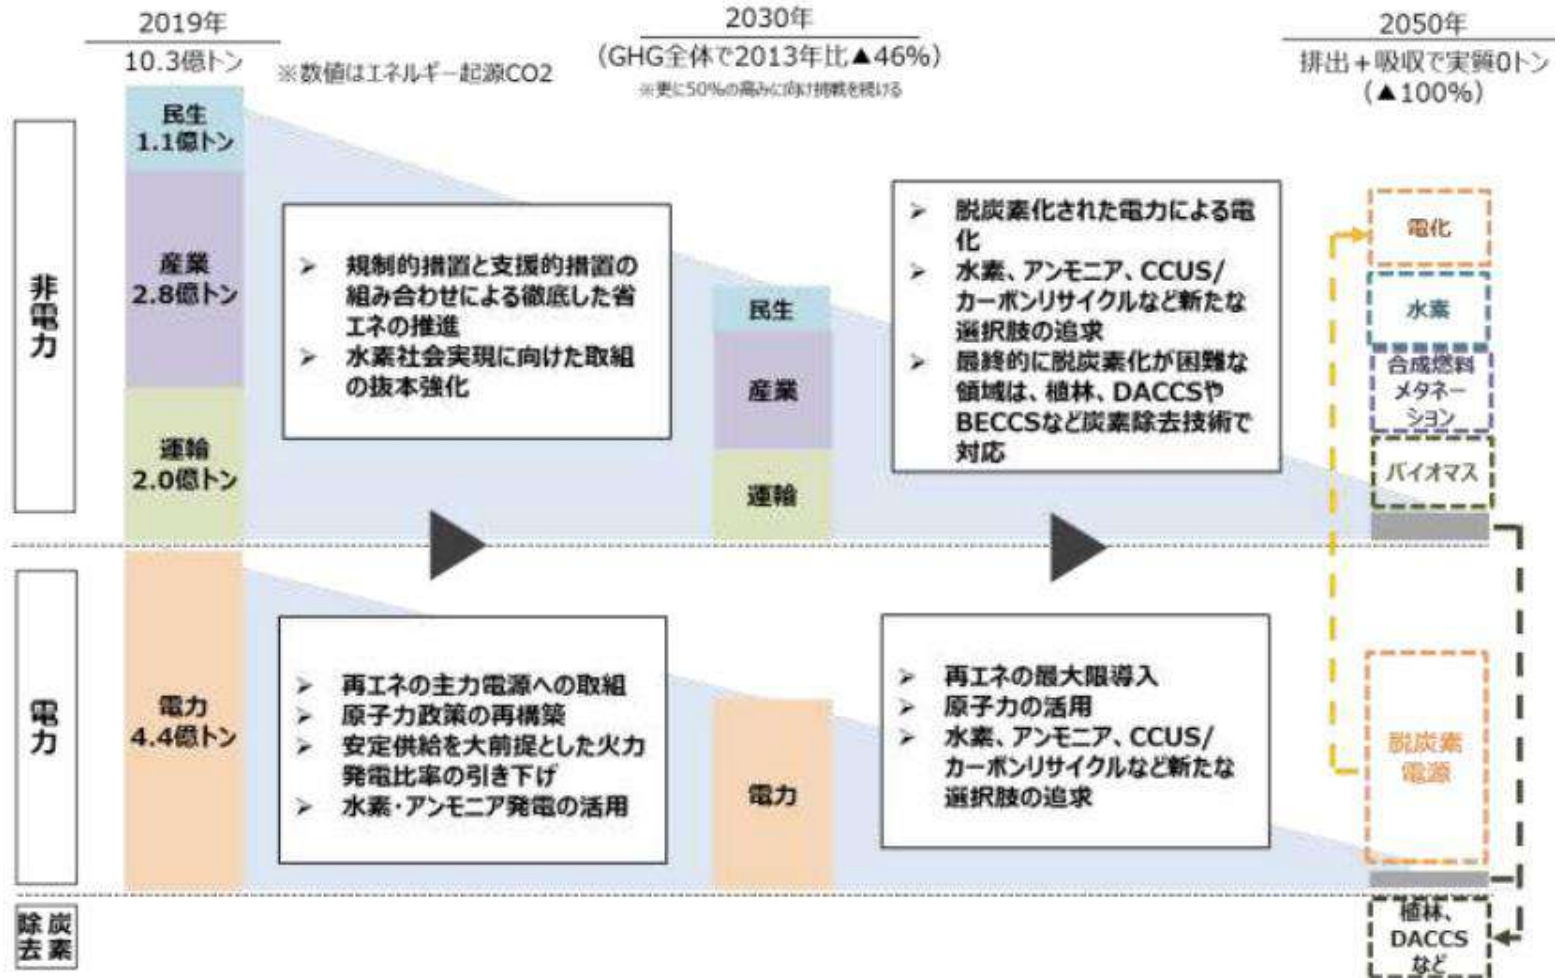 2019年
10.3億トン
※数値はエネルギー起源CO2
2030年
(GHG全体で2013年比▲46%)
※更に50%の高みに向け挑戦を続ける
2050年
排出+吸収で実質0トン
(▲100%)
非電力
民生
1.1億トン
産業
2.8億トン
運輸
2.0億トン
➢ 規制的措置と支援的措置の
組み合わせによる徹底した省
エネの推進
➢ 水素社会実現に向けた取組
の抜本強化
民生
産業
運輸
➢ 脱炭素化された電力による電
化
➢ 水素、アンモニア、CCUS/
カーボンリサイクルなど新たな
選択肢の追求
➢ 最終的に脱炭素化が困難な
領域は、植林、DACCSや
BECCSなど炭素除去技術で
対応
電化
水素
合成燃料
メタネー
ション
バイオマス
電力
電力
4.4億トン
➢ 再エネの主力電源への取組
➢ 原子力政策の再構築
➢ 安定供給を大前提とした火力
発電比率の引き下げ
➢ 水素・アンモニア発電の活用
電力
➢ 再エネの最大限導入
➢ 原子力の活用
➢ 水素、アンモニア、CCUS/
カーボンリサイクルなど新たな
選択肢の追求
脱炭素
電源
炭素
除去
植林、
DACCS
など